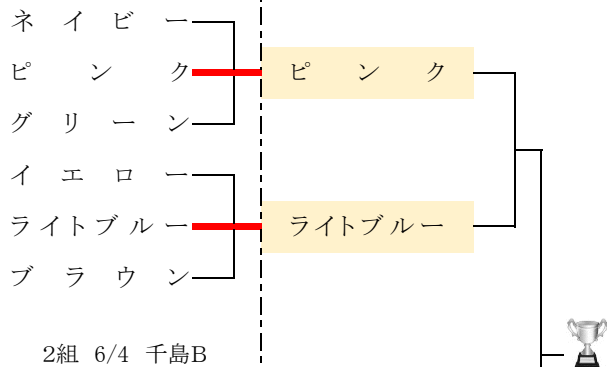 ネイビー
ピンク
グリーン
イエロー
ライトブルー
ブラウン
ピンク
ライトブルー
2組 6/4 千島B